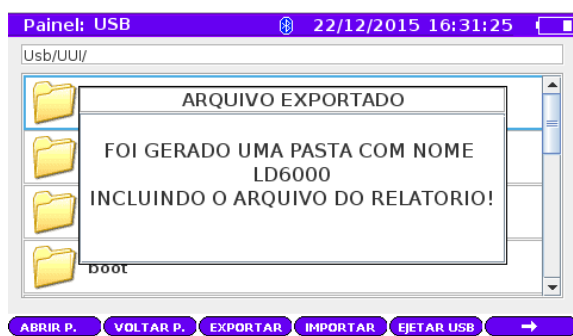 Painel: USB 22/12/2015 16:31:25
Usb/UUI/
ARQUIVO EXPORTADO
FOI GERADO UMA PASTA COM NOME
LD6000
INCLUINDO O ARQUIVO DO RELATORIO!
boot
ABRIR P. VOLTAR P. EXPORTAR IMPORTAR EJETAR USB →